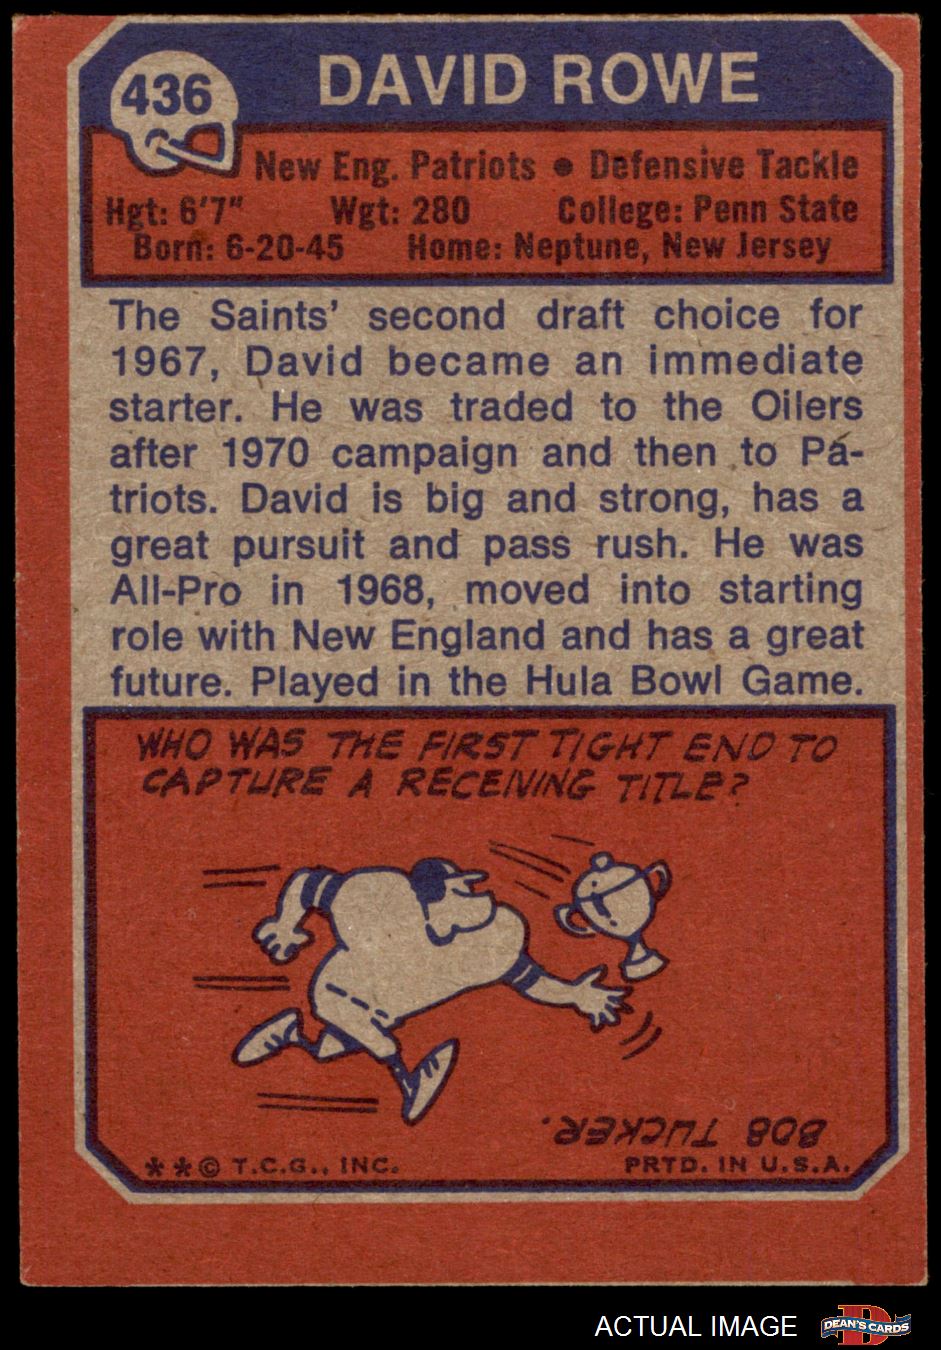 436
DAVID ROWE
New Eng. Patriots • Defensive Tackle
Hgt: 6'7" Wgt: 280 College: Penn State
Born: 6-20-45 Home: Neptune, New Jersey
The Saints' second draft choice for
1967, David became an immediate
starter. He was traded to the Oilers
after 1970 campaign and then to Pa-
triots. David is big and strong, has a
great pursuit and pass rush. He was
All-Pro in 1968, moved into starting
role with New England and has a great
future. Played in the Hula Bowl Game.
WHO WAS THE FIRST TIGHT END TO
CAPTURE A RECEIVING TITLE?
BOB TUCKER.
**© T.C.G., INC. PRTD. IN U.S.A.
ACTUAL IMAGE
D
DEAN'S CARDS